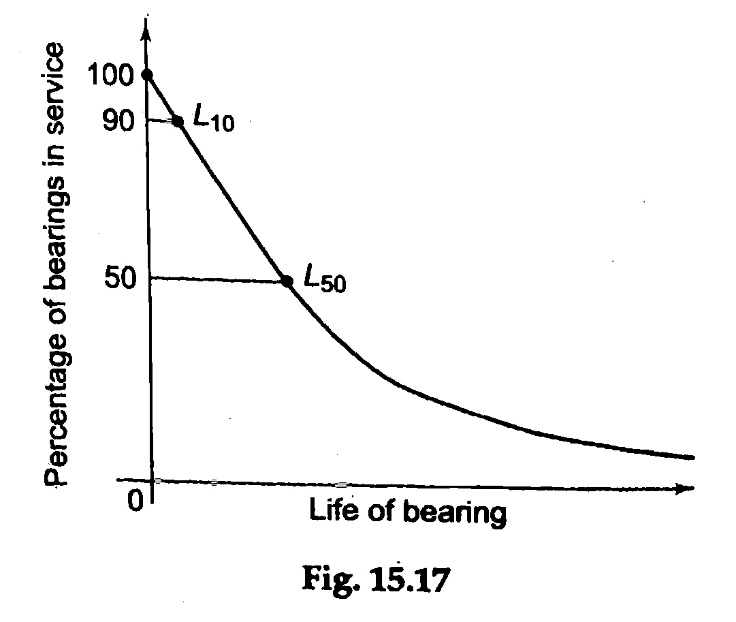 Percentage of bearings in service
100
90
L10
50
L50
0
Life of bearing
Fig. 15.17